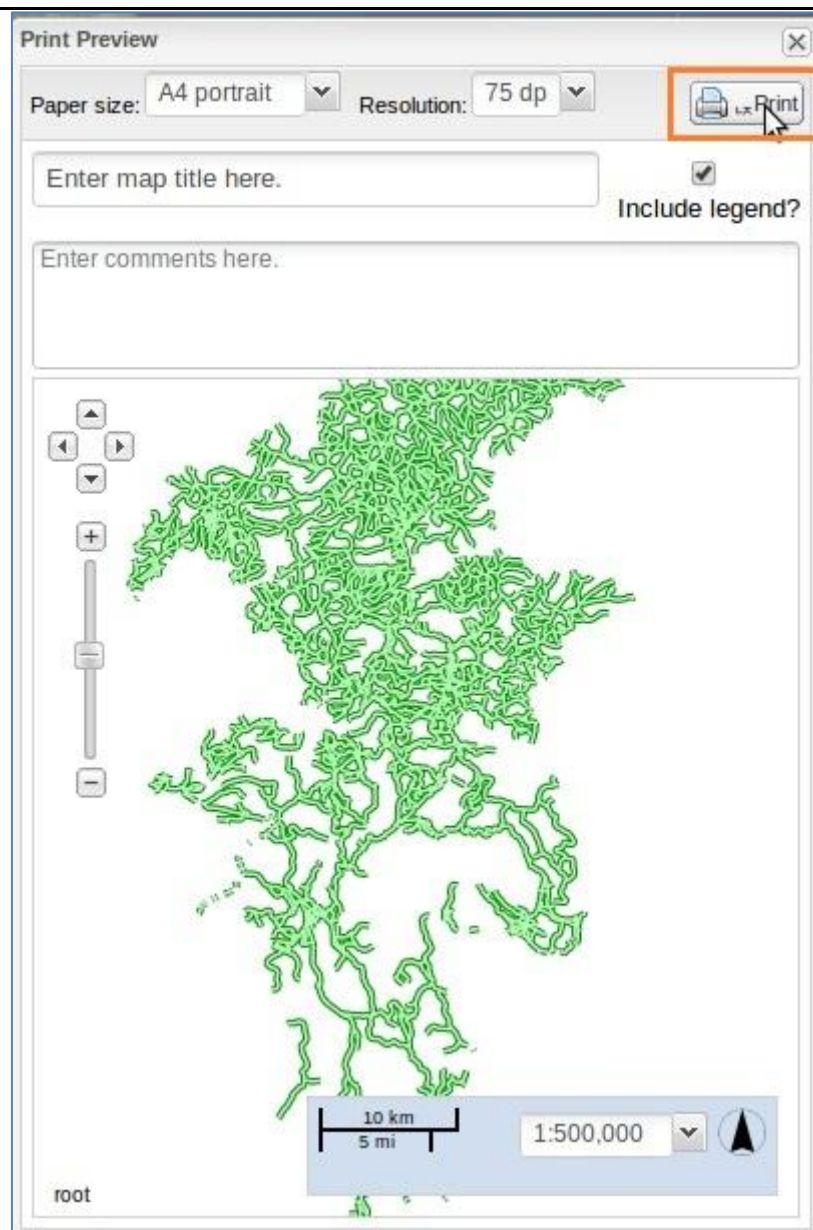 Print Preview
Paper size: A4 portrait Resolution: 75 dp Print
Enter map title here.
Include legend?
Enter comments here.
10 km
5 mi
1:500,000
root